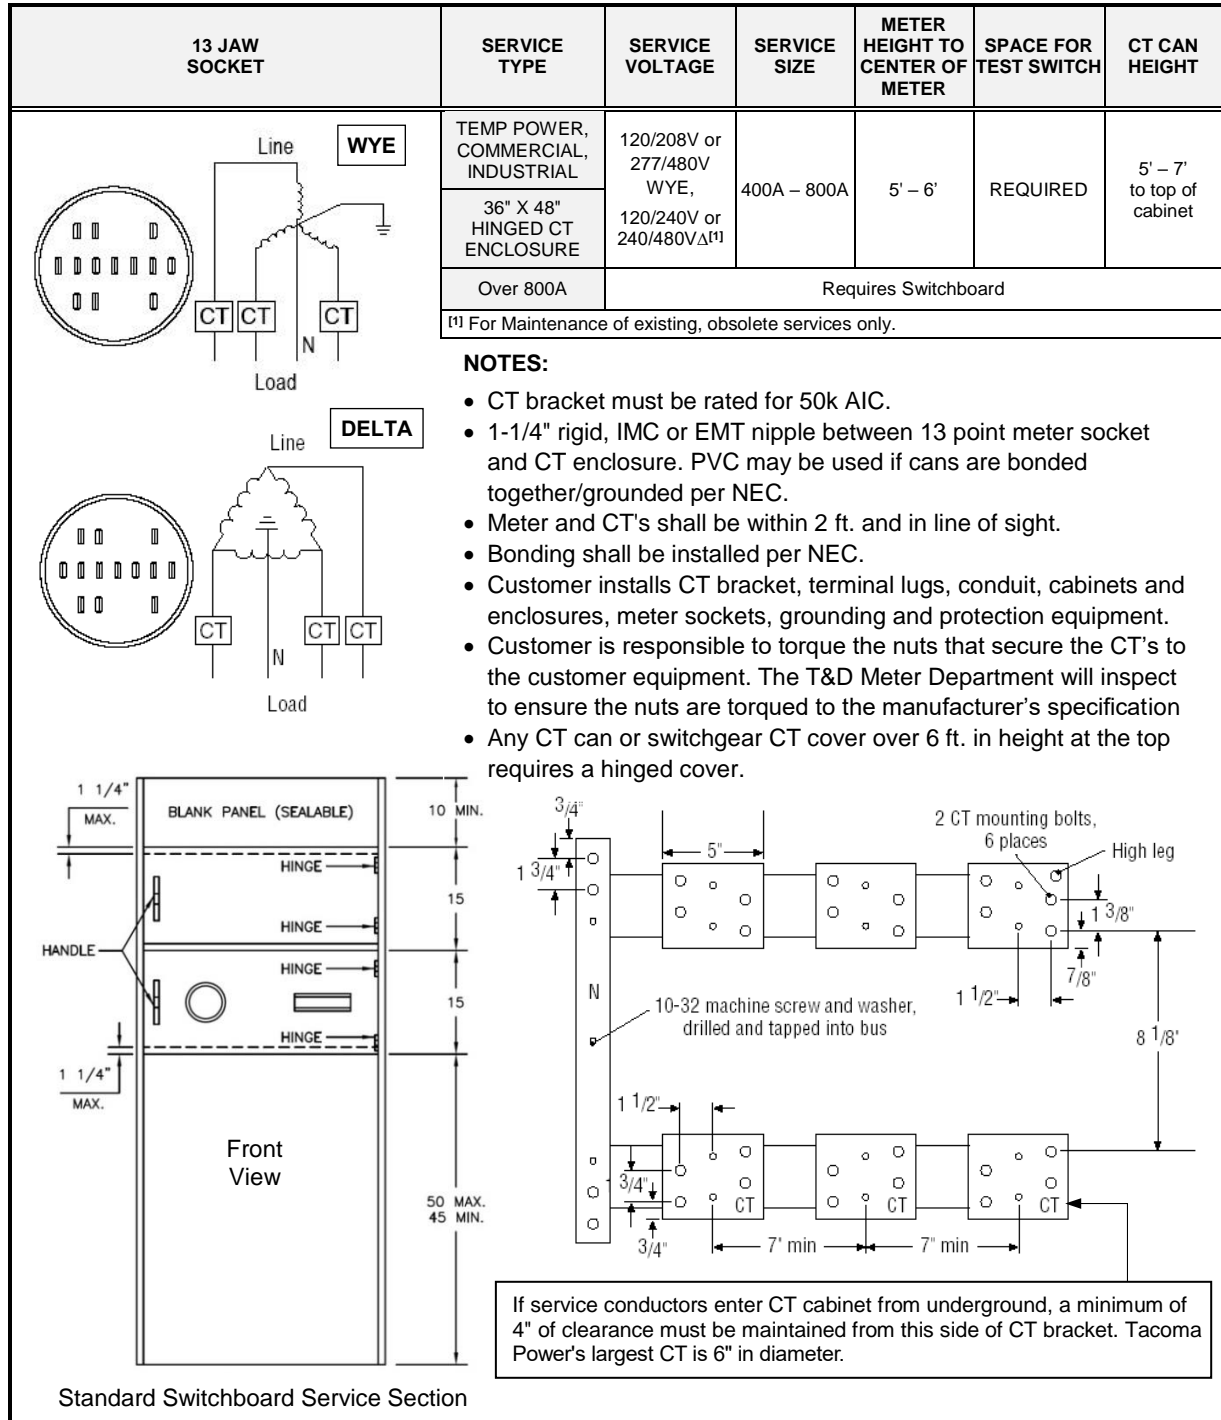 13 JAW SOCKET
SERVICE TYPE
SERVICE VOLTAGE
SERVICE SIZE
METER HEIGHT TO CENTER OF METER
SPACE FOR TEST SWITCH
CT CAN HEIGHT
TEMP POWER, COMMERCIAL, INDUSTRIAL
36" X 48" HINGED CT ENCLOSURE
120/208V or 277/480V WYE,
120/240V or 240/480VΔ[1]
400A – 800A
5' – 6'
REQUIRED
5' – 7' to top of cabinet
Over 800A
Requires Switchboard
[1] For Maintenance of existing, obsolete services only.
Line
WYE
CT
CT
CT
N
Load
Line
DELTA
CT
CT
CT
N
Load
NOTES:
• CT bracket must be rated for 50k AIC.
• 1-1/4" rigid, IMC or EMT nipple between 13 point meter socket
and CT enclosure. PVC may be used if cans are bonded
together/grounded per NEC.
• Meter and CT's shall be within 2 ft. and in line of sight.
• Bonding shall be installed per NEC.
• Customer installs CT bracket, terminal lugs, conduit, cabinets and
enclosures, meter sockets, grounding and protection equipment.
• Customer is responsible to torque the nuts that secure the CT's to
the customer equipment. The T&D Meter Department will inspect
to ensure the nuts are torqued to the manufacturer's specification
• Any CT can or switchgear CT cover over 6 ft. in height at the top
requires a hinged cover.
1 1/4"
MAX.
BLANK PANEL (SEALABLE)
10 MIN.
HINGE
15
HINGE
HANDLE
HINGE
15
HINGE
1 1/4"
MAX.
Front
View
50 MAX.
45 MIN.
Standard Switchboard Service Section
3/4"
1 3/4"
5"
2 CT mounting bolts,
6 places
High leg
1 3/8"
7/8"
1 1/2"
N
10-32 machine screw and washer,
drilled and tapped into bus
8 1/8"
1 1/2"
1 3/4"
3/4"
CT
CT
CT
7" min
7" min
If service conductors enter CT cabinet from underground, a minimum of
4" of clearance must be maintained from this side of CT bracket. Tacoma
Power's largest CT is 6" in diameter.